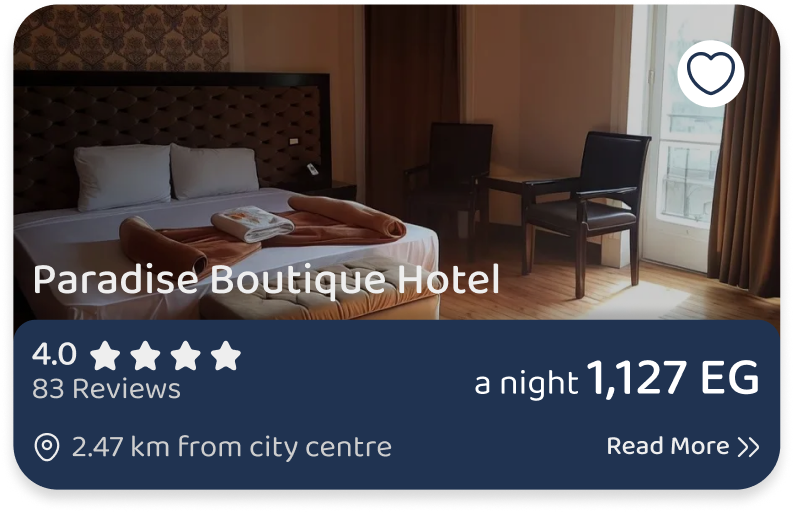 Paradise Boutique Hotel
4.0
83 Reviews
a night 1,127 EG
2.47 km from city centre
Read More